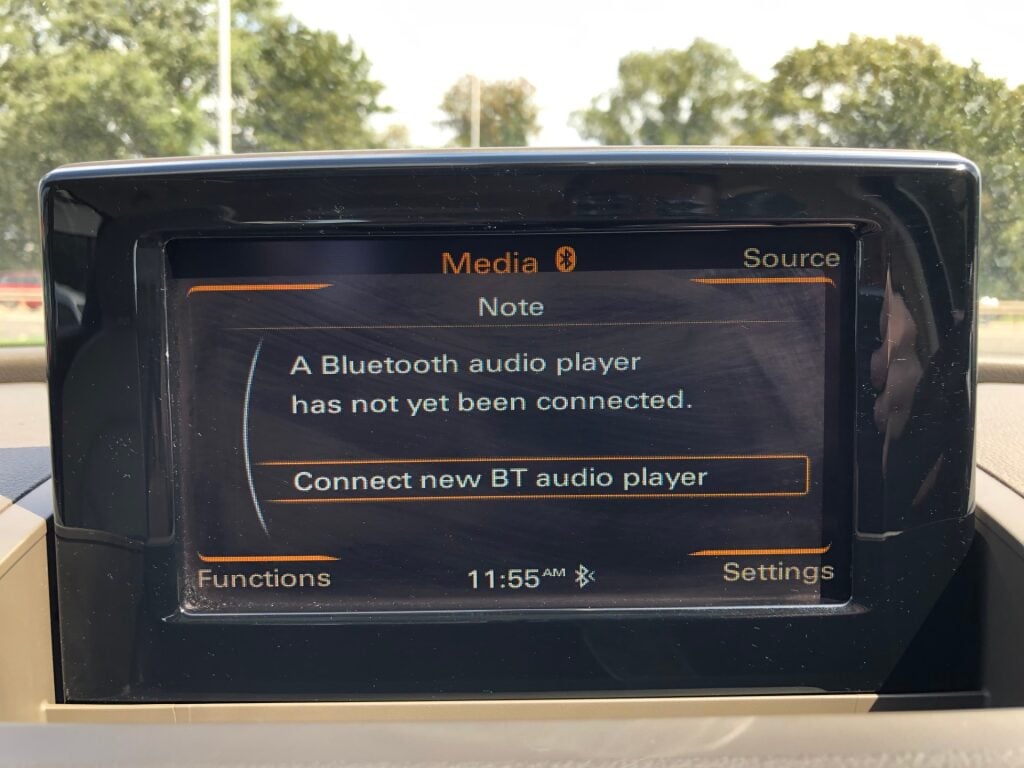 Media
Source
Note
A Bluetooth audio player
has not yet been connected.
Connect new BT audio player
Functions
11:55AM
Settings